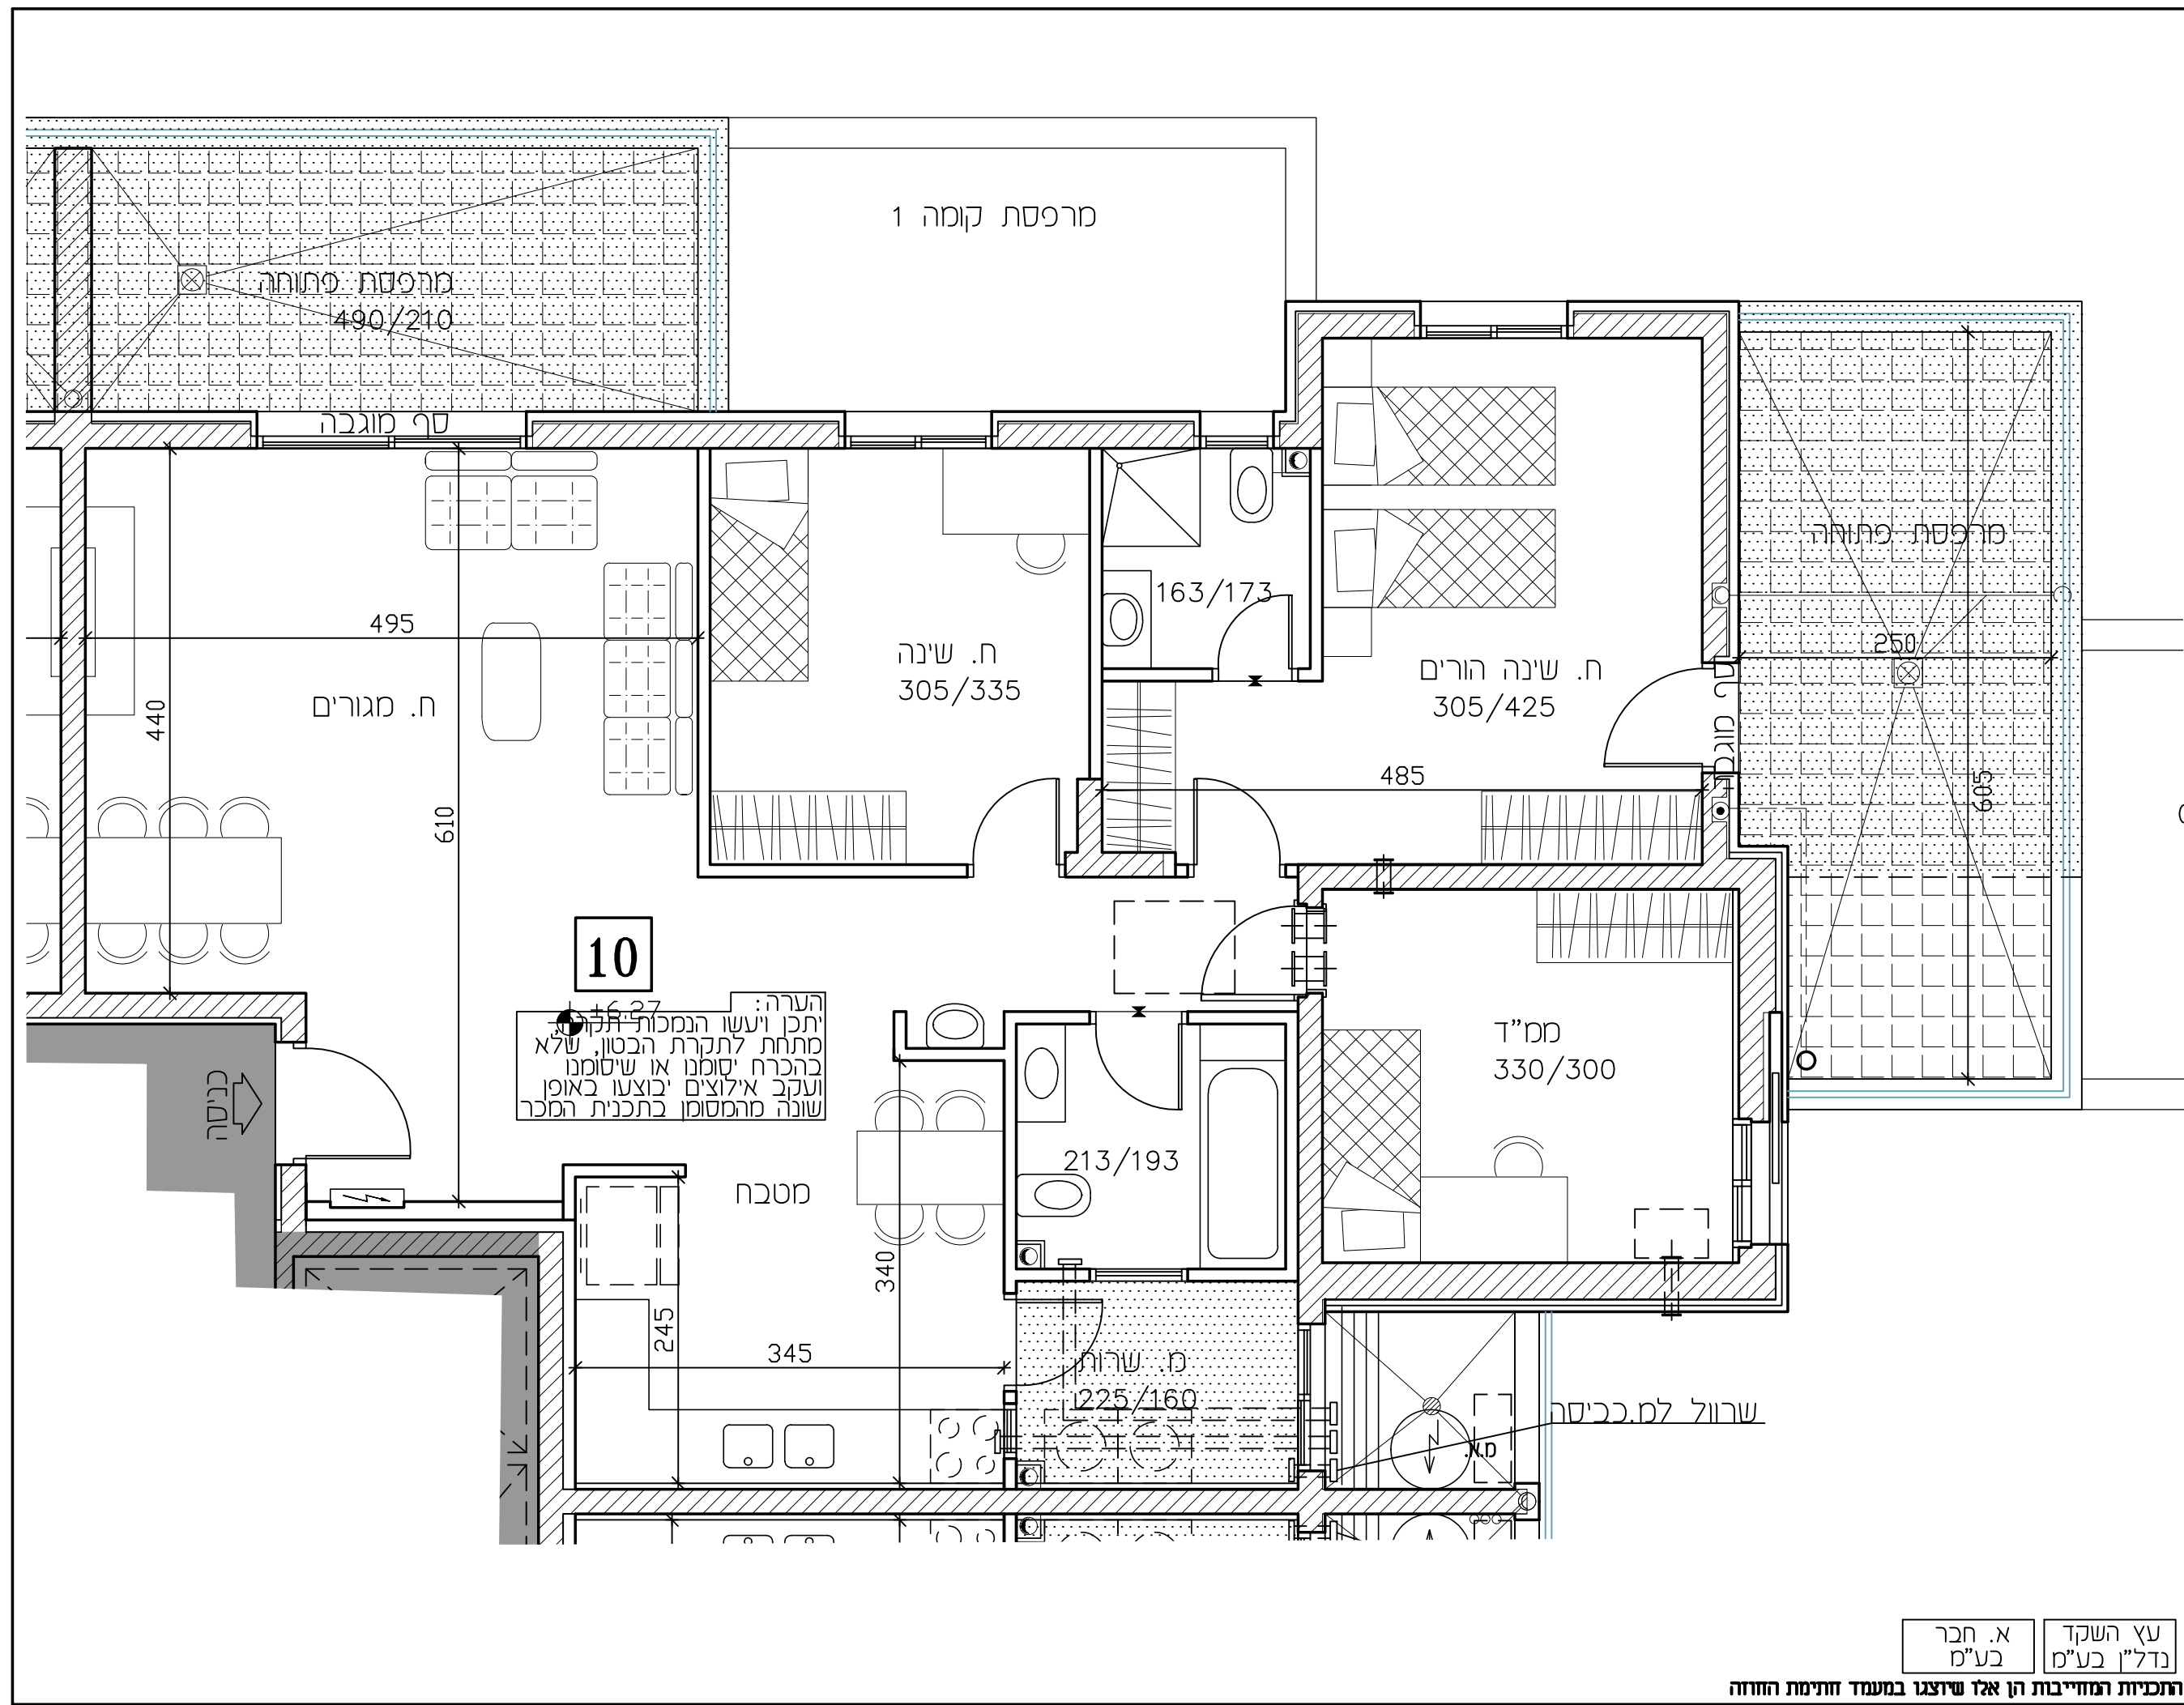 מרפסת קומה 1
מרפסת פתוחה
490/210
סף מוגבה
מרפסת פתוחה
250
605
סף מוגבה
163/173
ח. שינה
305/335
ח. שינה הורים
305/425
485
495
ח. מגורים
440
610
10
+6.27
הערה:
יתכן ויעשו הנמכות תקרה,
מתחת לתקרת הבטון, שלא
בהכרח יסומנו או שיסומנו
ועקב אילוצים יבוצעו באופן
שונה מהמסומן בתכנית המכר
כניסה
ממ"ד
330/300
213/193
מטבח
340
245
345
מ. שרות
225/160
שרוול למ.כביסה
מ.א.
עץ השקד
נדל"ן בע"מ
א. חבר
בע"מ
התכניות המחייבות הן אלו שיוצגו במעמד חתימת החוזה